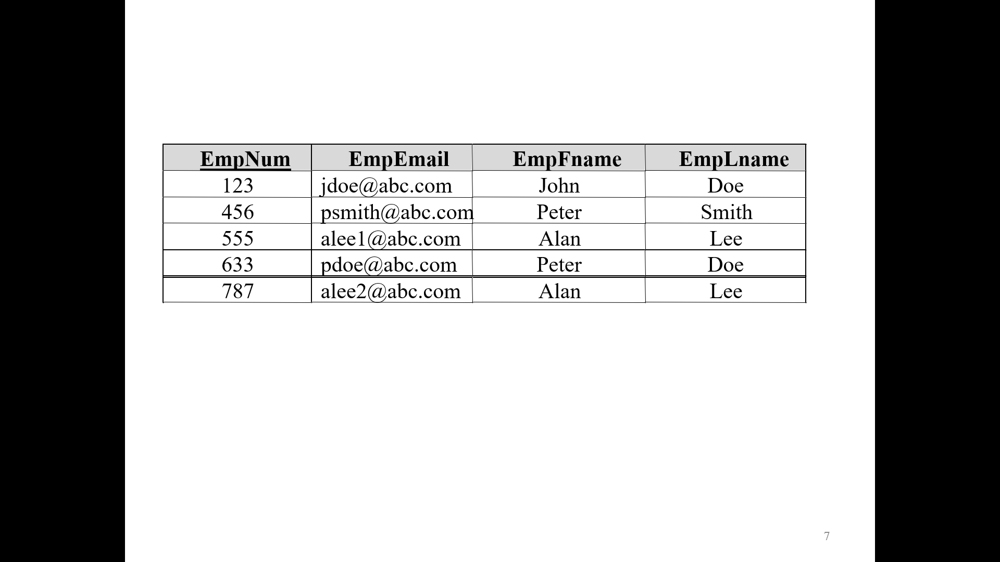 EmpNum EmpEmail EmpFname EmpLname
123 jdoe@abc.com John Doe
456 psmith@abc.com Peter Smith
555 alee1@abc.com Alan Lee
633 pdoe@abc.com Peter Doe
787 alee2@abc.com Alan Lee
7